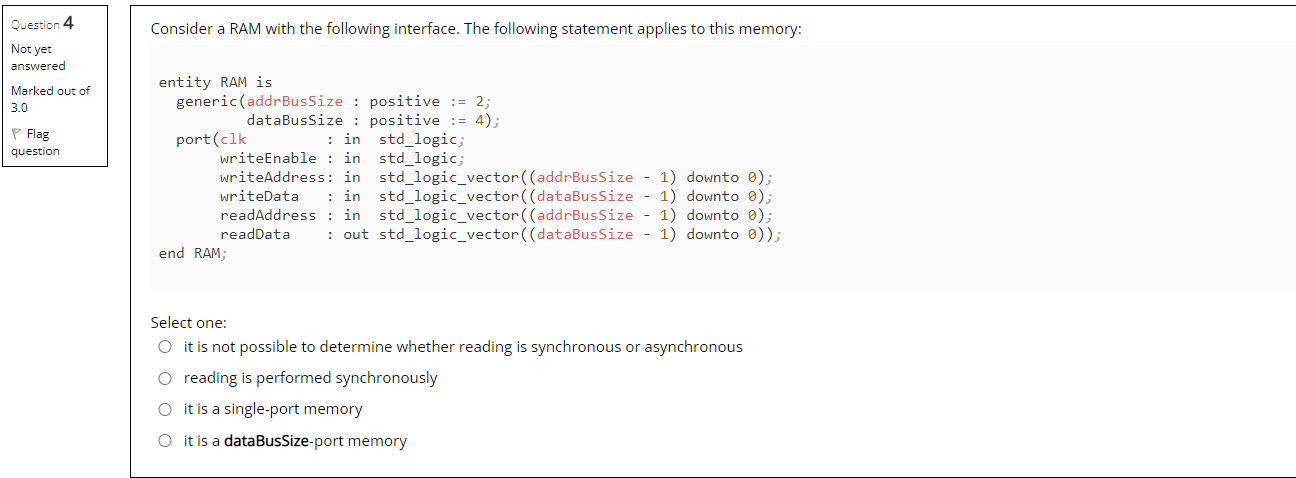 Question 4
Not yet
answered
Marked out of
3.0
Flag
question
Consider a RAM with the following interface. The following statement applies to this memory:
entity RAM is
  generic(addrBusSize : positive := 2;
          dataBusSize : positive := 4);
  port(clk         : in  std_logic;
       writeEnable : in  std_logic;
       writeAddress: in  std_logic_vector((addrBusSize - 1) downto 0);
       writeData   : in  std_logic_vector((dataBusSize - 1) downto 0);
       readAddress : in  std_logic_vector((addrBusSize - 1) downto 0);
       readData    : out std_logic_vector((dataBusSize - 1) downto 0));
end RAM;
Select one:
it is not possible to determine whether reading is synchronous or asynchronous
reading is performed synchronously
it is a single-port memory
it is a dataBusSize-port memory